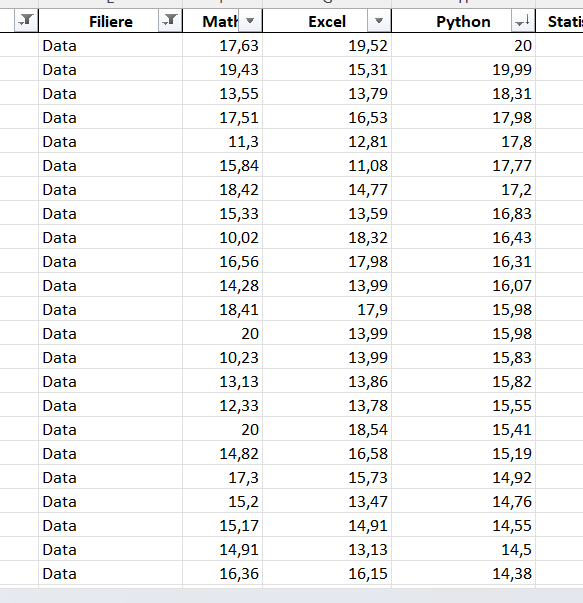 Filiere Math Excel Python Stati
Data 17,63 19,52 20
Data 19,43 15,31 19,99
Data 13,55 13,79 18,31
Data 17,51 16,53 17,98
Data 11,3 12,81 17,8
Data 15,84 11,08 17,77
Data 18,42 14,77 17,2
Data 15,33 13,59 16,83
Data 10,02 18,32 16,43
Data 16,56 17,98 16,31
Data 14,28 13,99 16,07
Data 18,41 17,9 15,98
Data 20 13,99 15,98
Data 10,23 13,99 15,83
Data 13,13 13,86 15,82
Data 12,33 13,78 15,55
Data 20 18,54 15,41
Data 14,82 16,58 15,19
Data 17,3 15,73 14,92
Data 15,2 13,47 14,76
Data 15,17 14,91 14,55
Data 14,91 13,13 14,5
Data 16,36 16,15 14,38